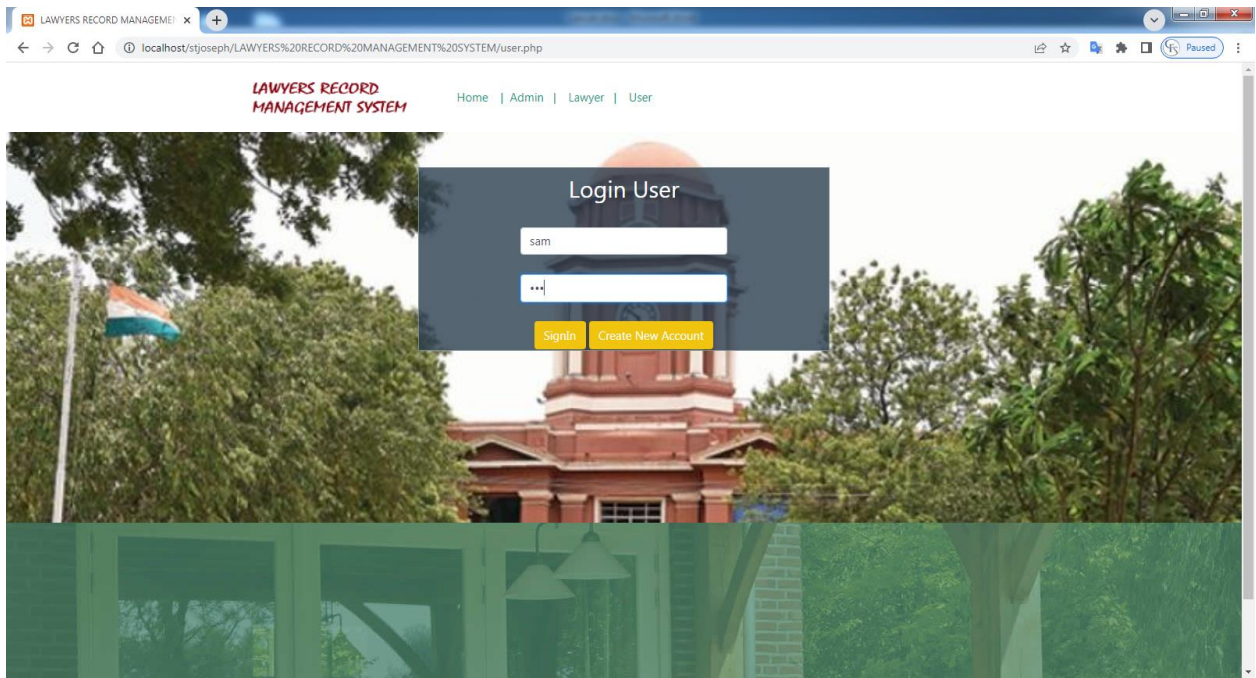 LAWYERS RECORD MANAGEMEN
localhost/stjoseph/LAWYERS%20RECORD%20MANAGEMENT%20SYSTEM/user.php
Paused
LAWYERS RECORD
MANAGEMENT SYSTEM
Home | Admin | Lawyer | User
Login User
sam
•••
SignIn Create New Account